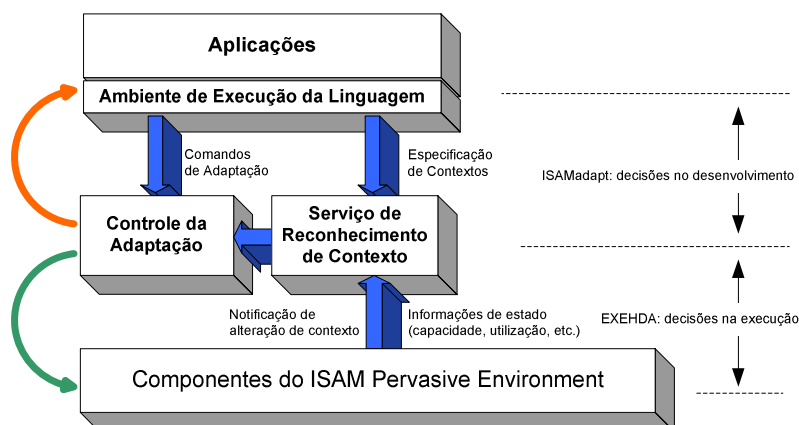 Aplicações
Ambiente de Execução da Linguagem
Comandos
de Adaptação
Especificação
de Contextos
ISAMadapt: decisões no desenvolvimento
Controle da
Adaptação
Serviço de
Reconhecimento
de Contexto
Notificação de
alteração de contexto
Informações de estado
(capacidade, utilização, etc.)
EXEHDA: decisões na execução
Componentes do ISAM Pervasive Environment